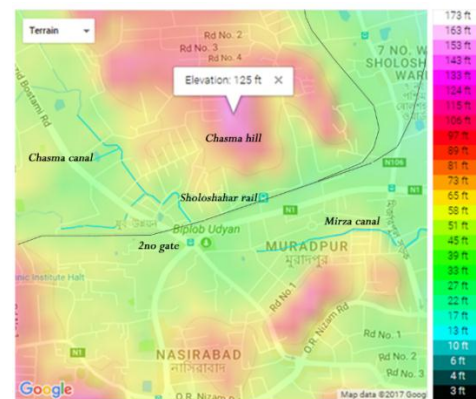 Terrain
Rd No. 2
Rd No. 3
Rd No. 4
7 NO. W
SHOLOSH
WAR
Elevation: 125 ft ×
Chasma hill
Chasma canal
Sholoshahar rail
N106
N1
Mirza canal
Biplob Udyan
2no gate
MURADPUR
মুরাদপুর
Rd No.1
O.R. Nizam Rd
Rd No. 1
N1
NASIRABAD
নাসিরাবাদ
Rd No. 2
Rd No. 3
Google
Map data ©2017 Goog
173 ft
163 ft
153 ft
143 ft
133 ft
124 ft
115 ft
106 ft
97 ft
89 ft
81 ft
73 ft
65 ft
58 ft
51 ft
45 ft
39 ft
33 ft
27 ft
22 ft
17 ft
13 ft
10 ft
6 ft
4 ft
3 ft